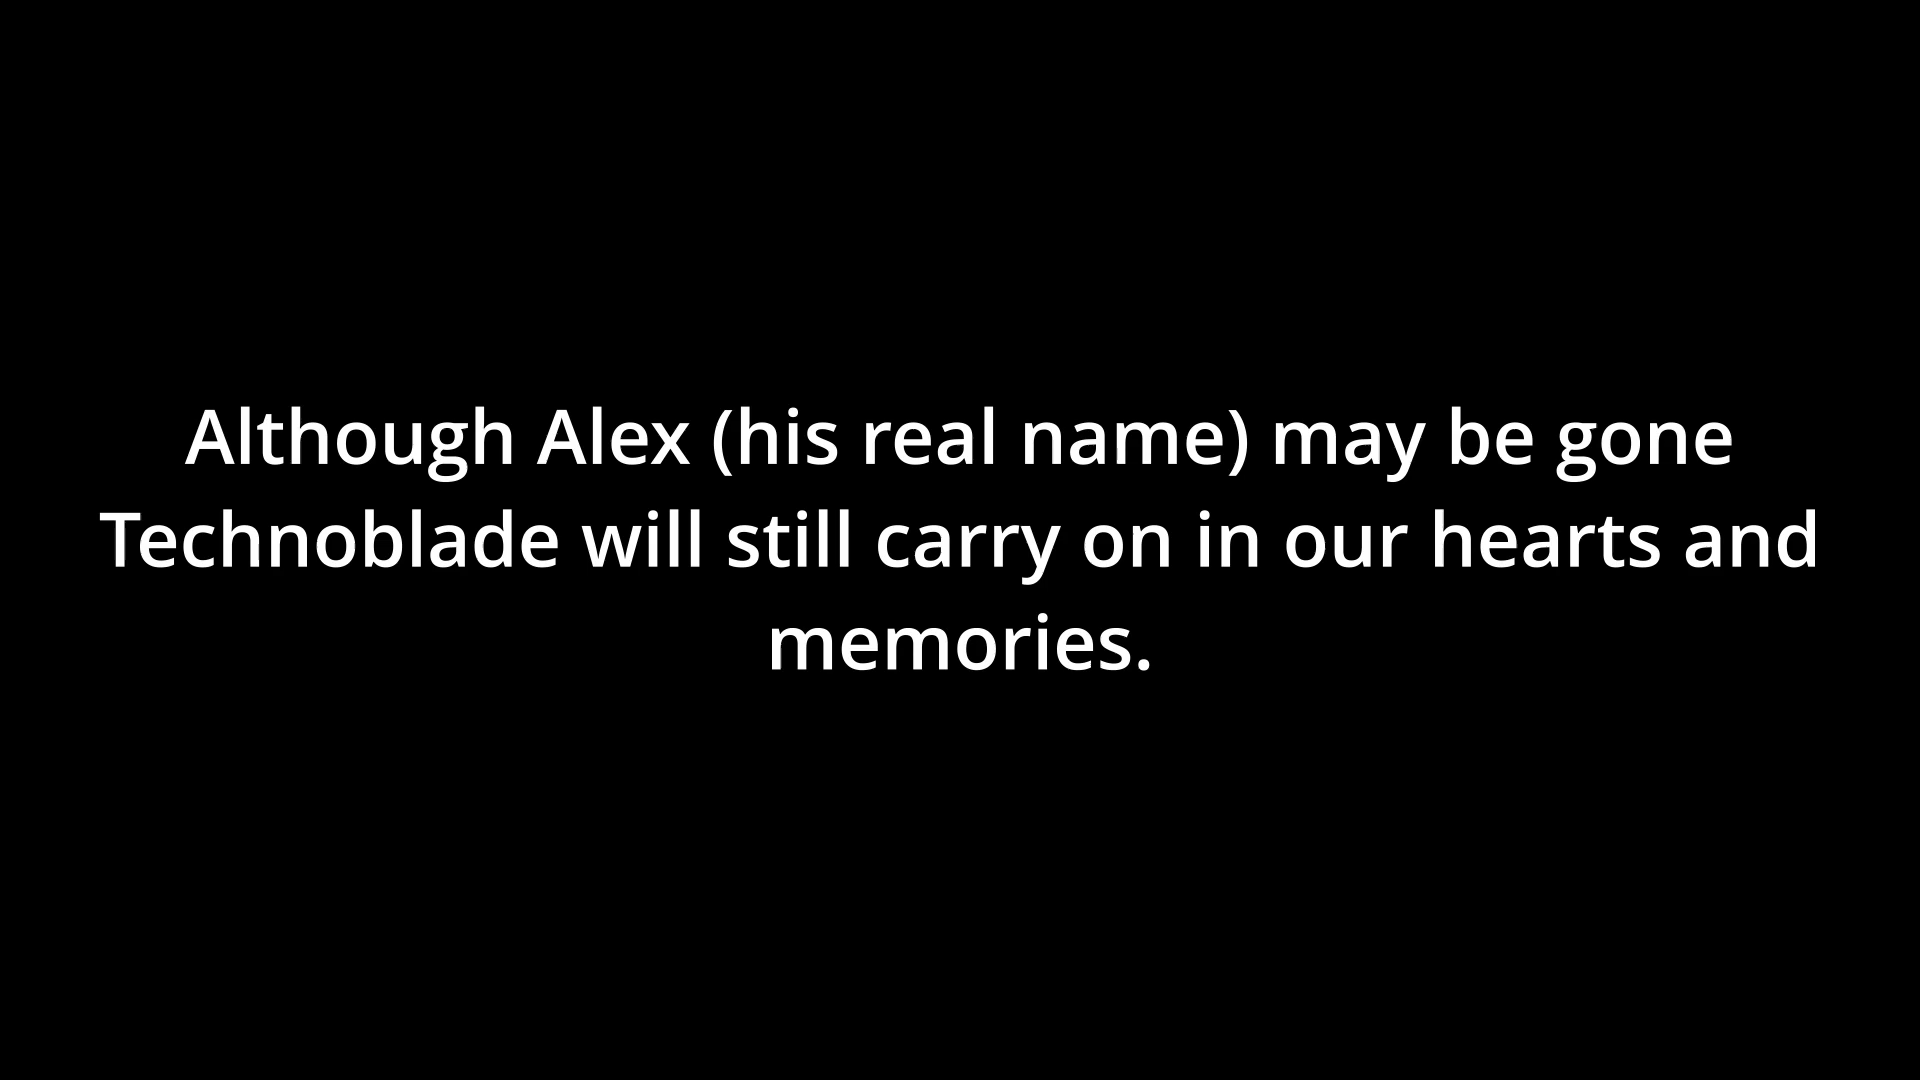 Although Alex (his real name) may be gone
Technoblade will still carry on in our hearts and
memories.